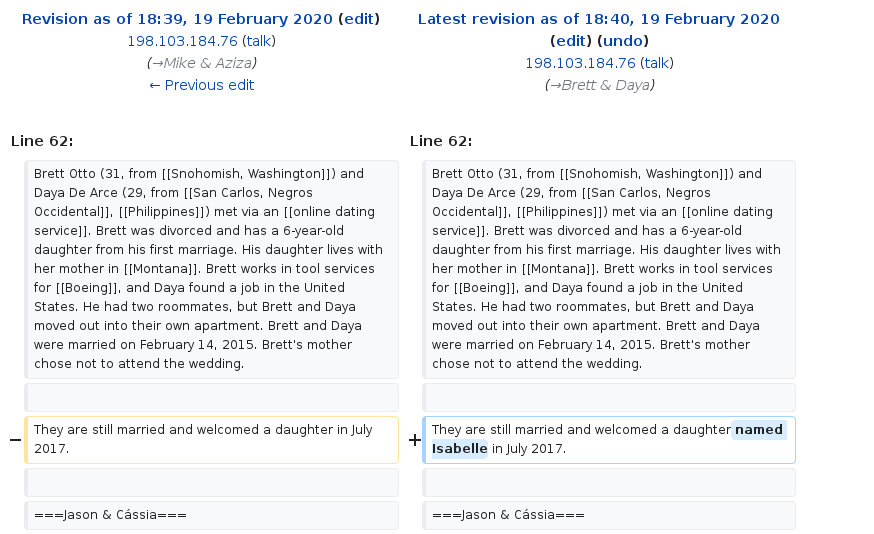 Revision as of 18:39, 19 February 2020 (edit)
198.103.184.76 (talk)
(→Mike & Aziza)
← Previous edit
Latest revision as of 18:40, 19 February 2020
(edit) (undo)
198.103.184.76 (talk)
(→Brett & Daya)
Line 62:
Brett Otto (31, from [[Snohomish, Washington]]) and
Daya De Arce (29, from [[San Carlos, Negros
Occidental]], [[Philippines]]) met via an [[online dating
service]]. Brett was divorced and has a 6-year-old
daughter from his first marriage. His daughter lives with
her mother in [[Montana]]. Brett works in tool services
for [[Boeing]], and Daya found a job in the United
States. He had two roommates, but Brett and Daya
moved out into their own apartment. Brett and Daya
were married on February 14, 2015. Brett's mother
chose not to attend the wedding.
− They are still married and welcomed a daughter in July
2017.
===Jason & Cássia===
Line 62:
Brett Otto (31, from [[Snohomish, Washington]]) and
Daya De Arce (29, from [[San Carlos, Negros
Occidental]], [[Philippines]]) met via an [[online dating
service]]. Brett was divorced and has a 6-year-old
daughter from his first marriage. His daughter lives with
her mother in [[Montana]]. Brett works in tool services
for [[Boeing]], and Daya found a job in the United
States. He had two roommates, but Brett and Daya
moved out into their own apartment. Brett and Daya
were married on February 14, 2015. Brett's mother
chose not to attend the wedding.
+ They are still married and welcomed a daughter named
Isabelle in July 2017.
===Jason & Cássia===